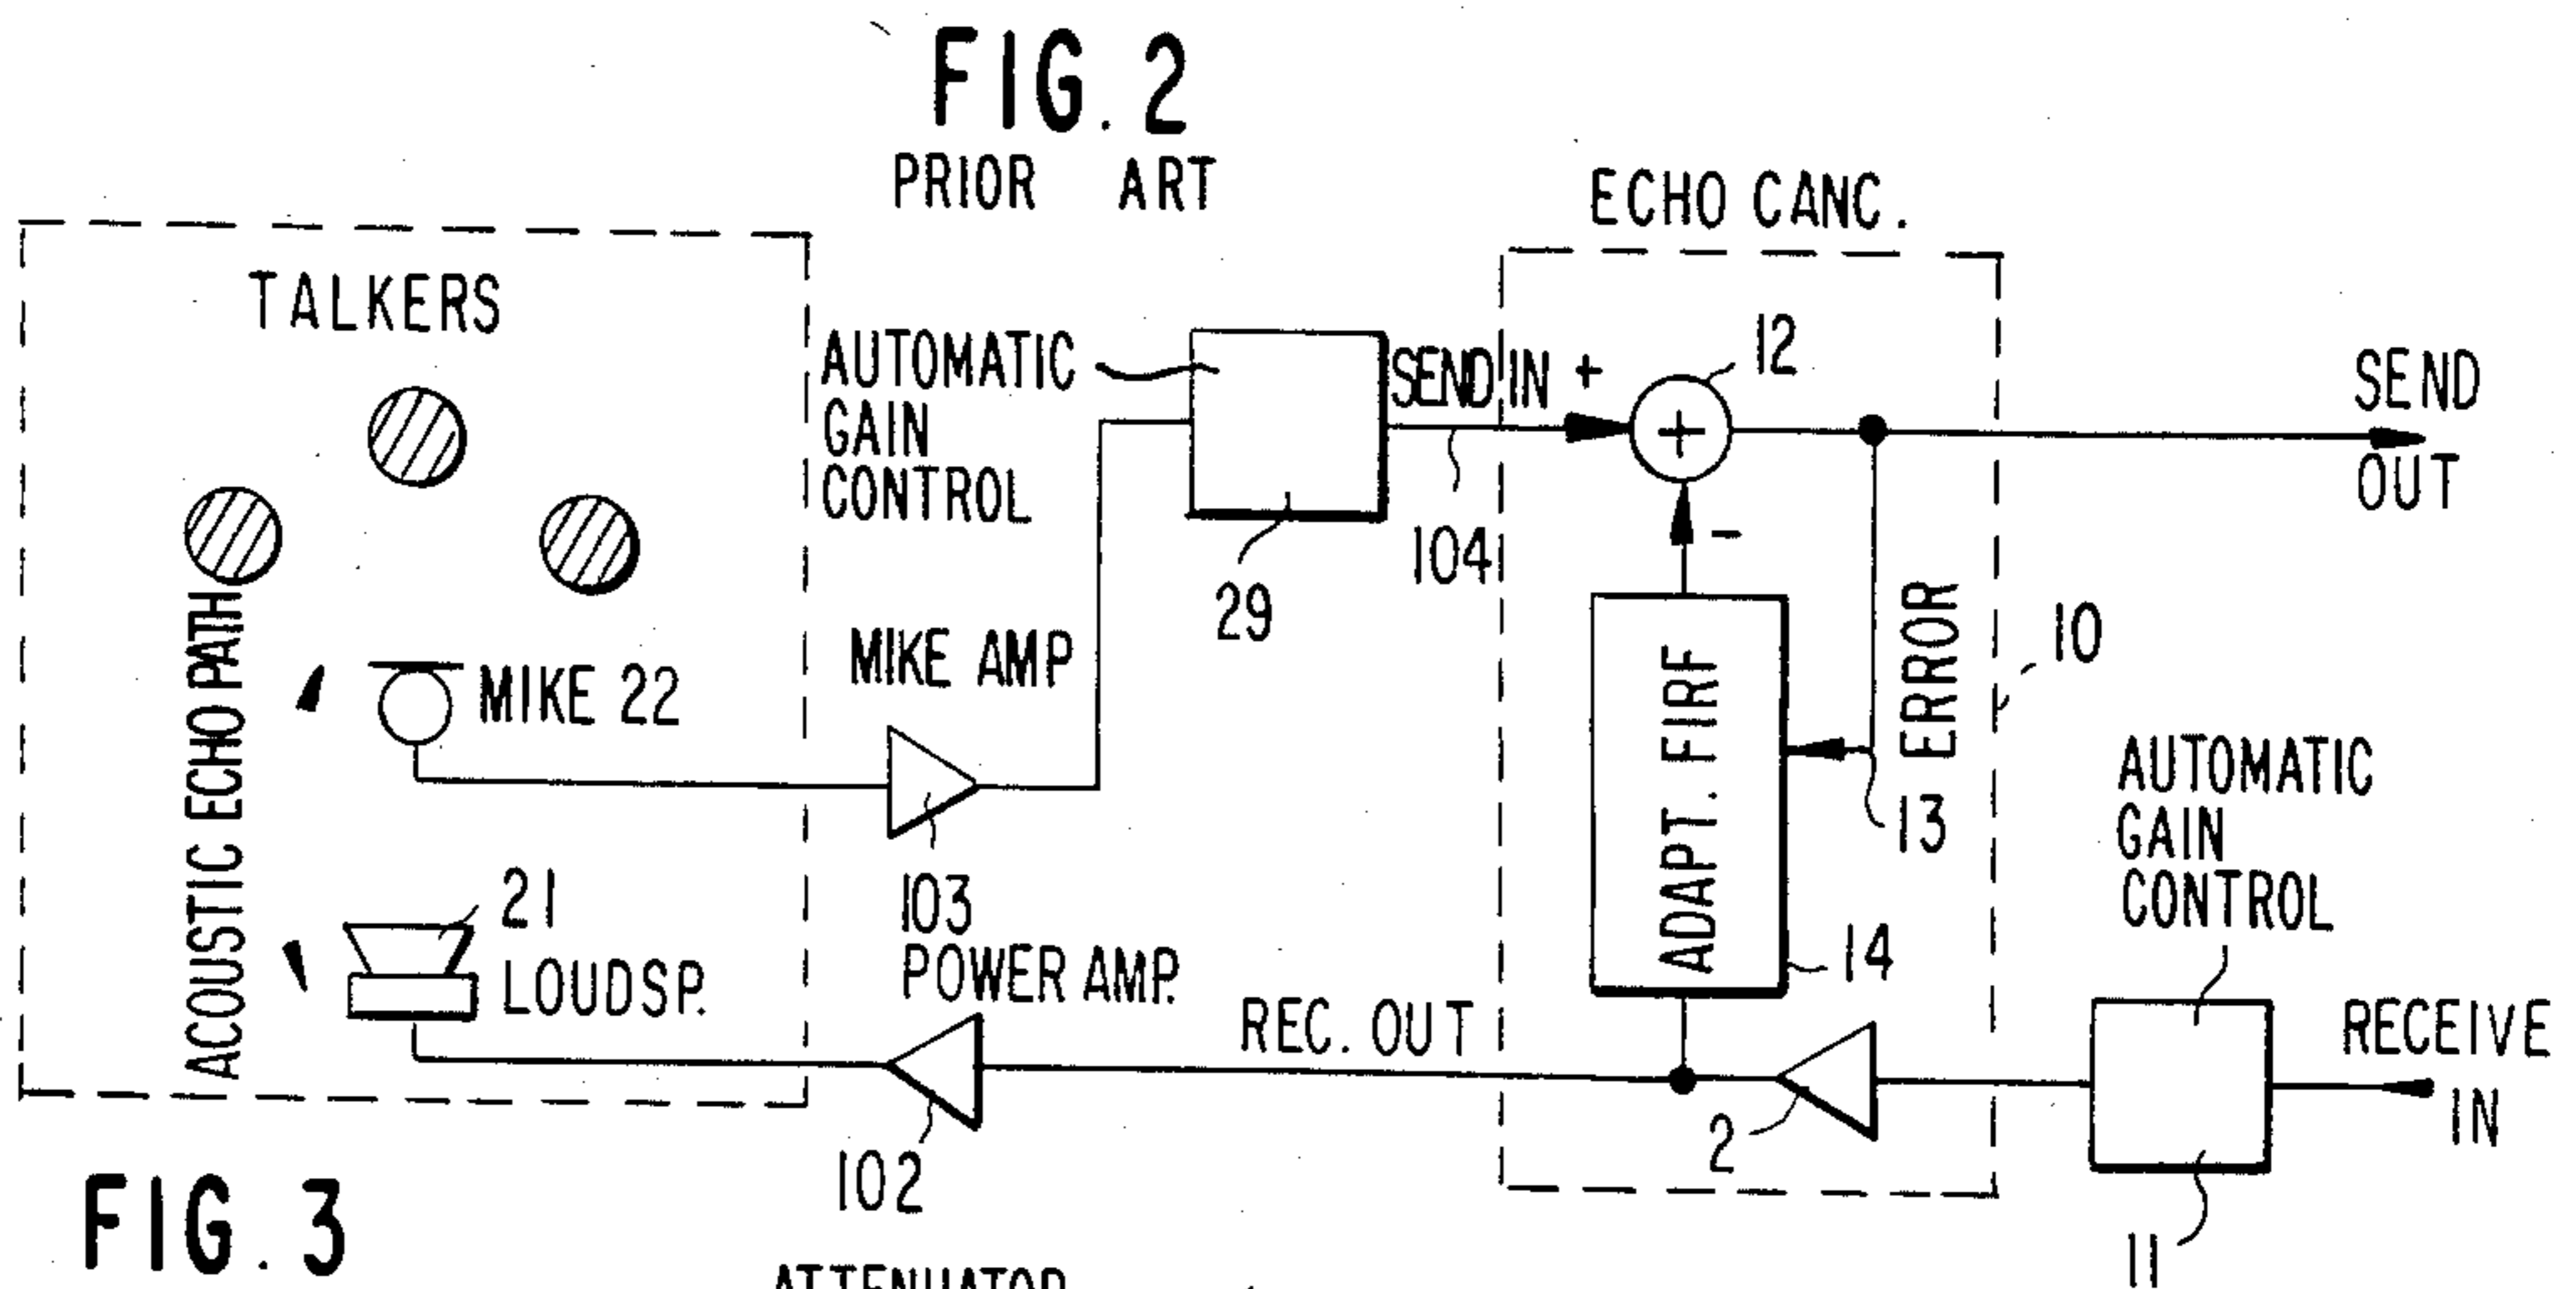 FIG. 2
PRIOR ART
ECHO CANC.
TALKERS
AUTOMATIC
GAIN
CONTROL
29
SEND IN +
104
12
SEND
OUT
-
ACOUSTIC ECHO PATH
MIKE 22
MIKE AMP
103
ADAPT. FIRF
ERROR
13
10
14
21
LOUDSP.
POWER AMP.
102
REC. OUT
2
AUTOMATIC
GAIN
CONTROL
RECEIVE
IN
11
FIG. 3
ATTENUATOR